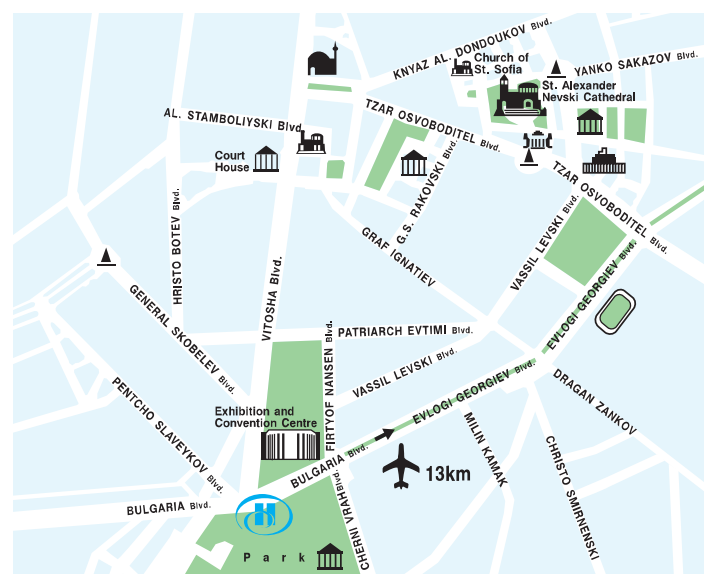 KNYAZ AL. DONDOUKOV Blvd.
Church of
St. Sofia
YANKO SAKAZOV Blvd.
St. Alexander
Nevski Cathedral
TZAR OSVOBODITEL Blvd.
AL. STAMBOLIYSKI Blvd.
Court
House
TZAR OSVOBODITEL Blvd.
G.S. RAKOVSKI Blvd.
HRISTO BOTEV Blvd.
GRAF IGNATIEV
VASSIL LEVSKI Blvd.
EVLOGI GEORGIEV Blvd.
VITOSHA Blvd.
GENERAL SKOBELEV Blvd.
PATRIARCH EVTIMI Blvd.
FIRTYOF NANSEN Blvd.
VASSIL LEVSKI Blvd.
EVLOGI GEORGIEV Blvd.
DRAGAN ZANKOV
PENTCHO SLAVEYKOV Blvd.
Exhibition and
Convention Centre
MILIN KAMAK
CHRISTO SMIRNENSKI
BULGARIA Blvd.
13km
BULGARIA Blvd.
H
CHERNI VRAH Blvd.
Park